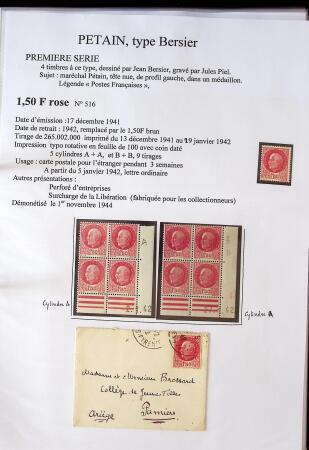 PETAIN, type Bersier
PREMIERE SERIE
4 timbres à ce type, dessiné par Jean Bersier, gravé par Jules Piel.
Sujet : maréchal Pétain, tête nue, de profil gauche, dans un médaillon.
Légende « Postes Françaises »,
1,50 F rose N° 516
Date d'émission :17 décembre 1941
Date de retrait : 1942, remplacé par le 1,50F brun
Tirage de 265.000.000 imprimé du 13 décembre 1941 au 19 janvier 1942
Impression typo rotative en feuille de 100 avec coin daté
5 cylindres A + A, et B + B, 9 tirages
Usage : carte postale pour l'étranger pendant 3 semaines
A partir du 5 janvier 1942, lettre ordinaire
Autres présentations :
Perforé d'entreprises
Surcharge de la Libération (fabriquée pour les collectionneurs)
Démonétisé le 1er novembre 1944
A
42
42
Cylindre A
Cylindre
Madame et Monsieur Brossard
Collège de Jeunes Filles
Pamiers
Ariège